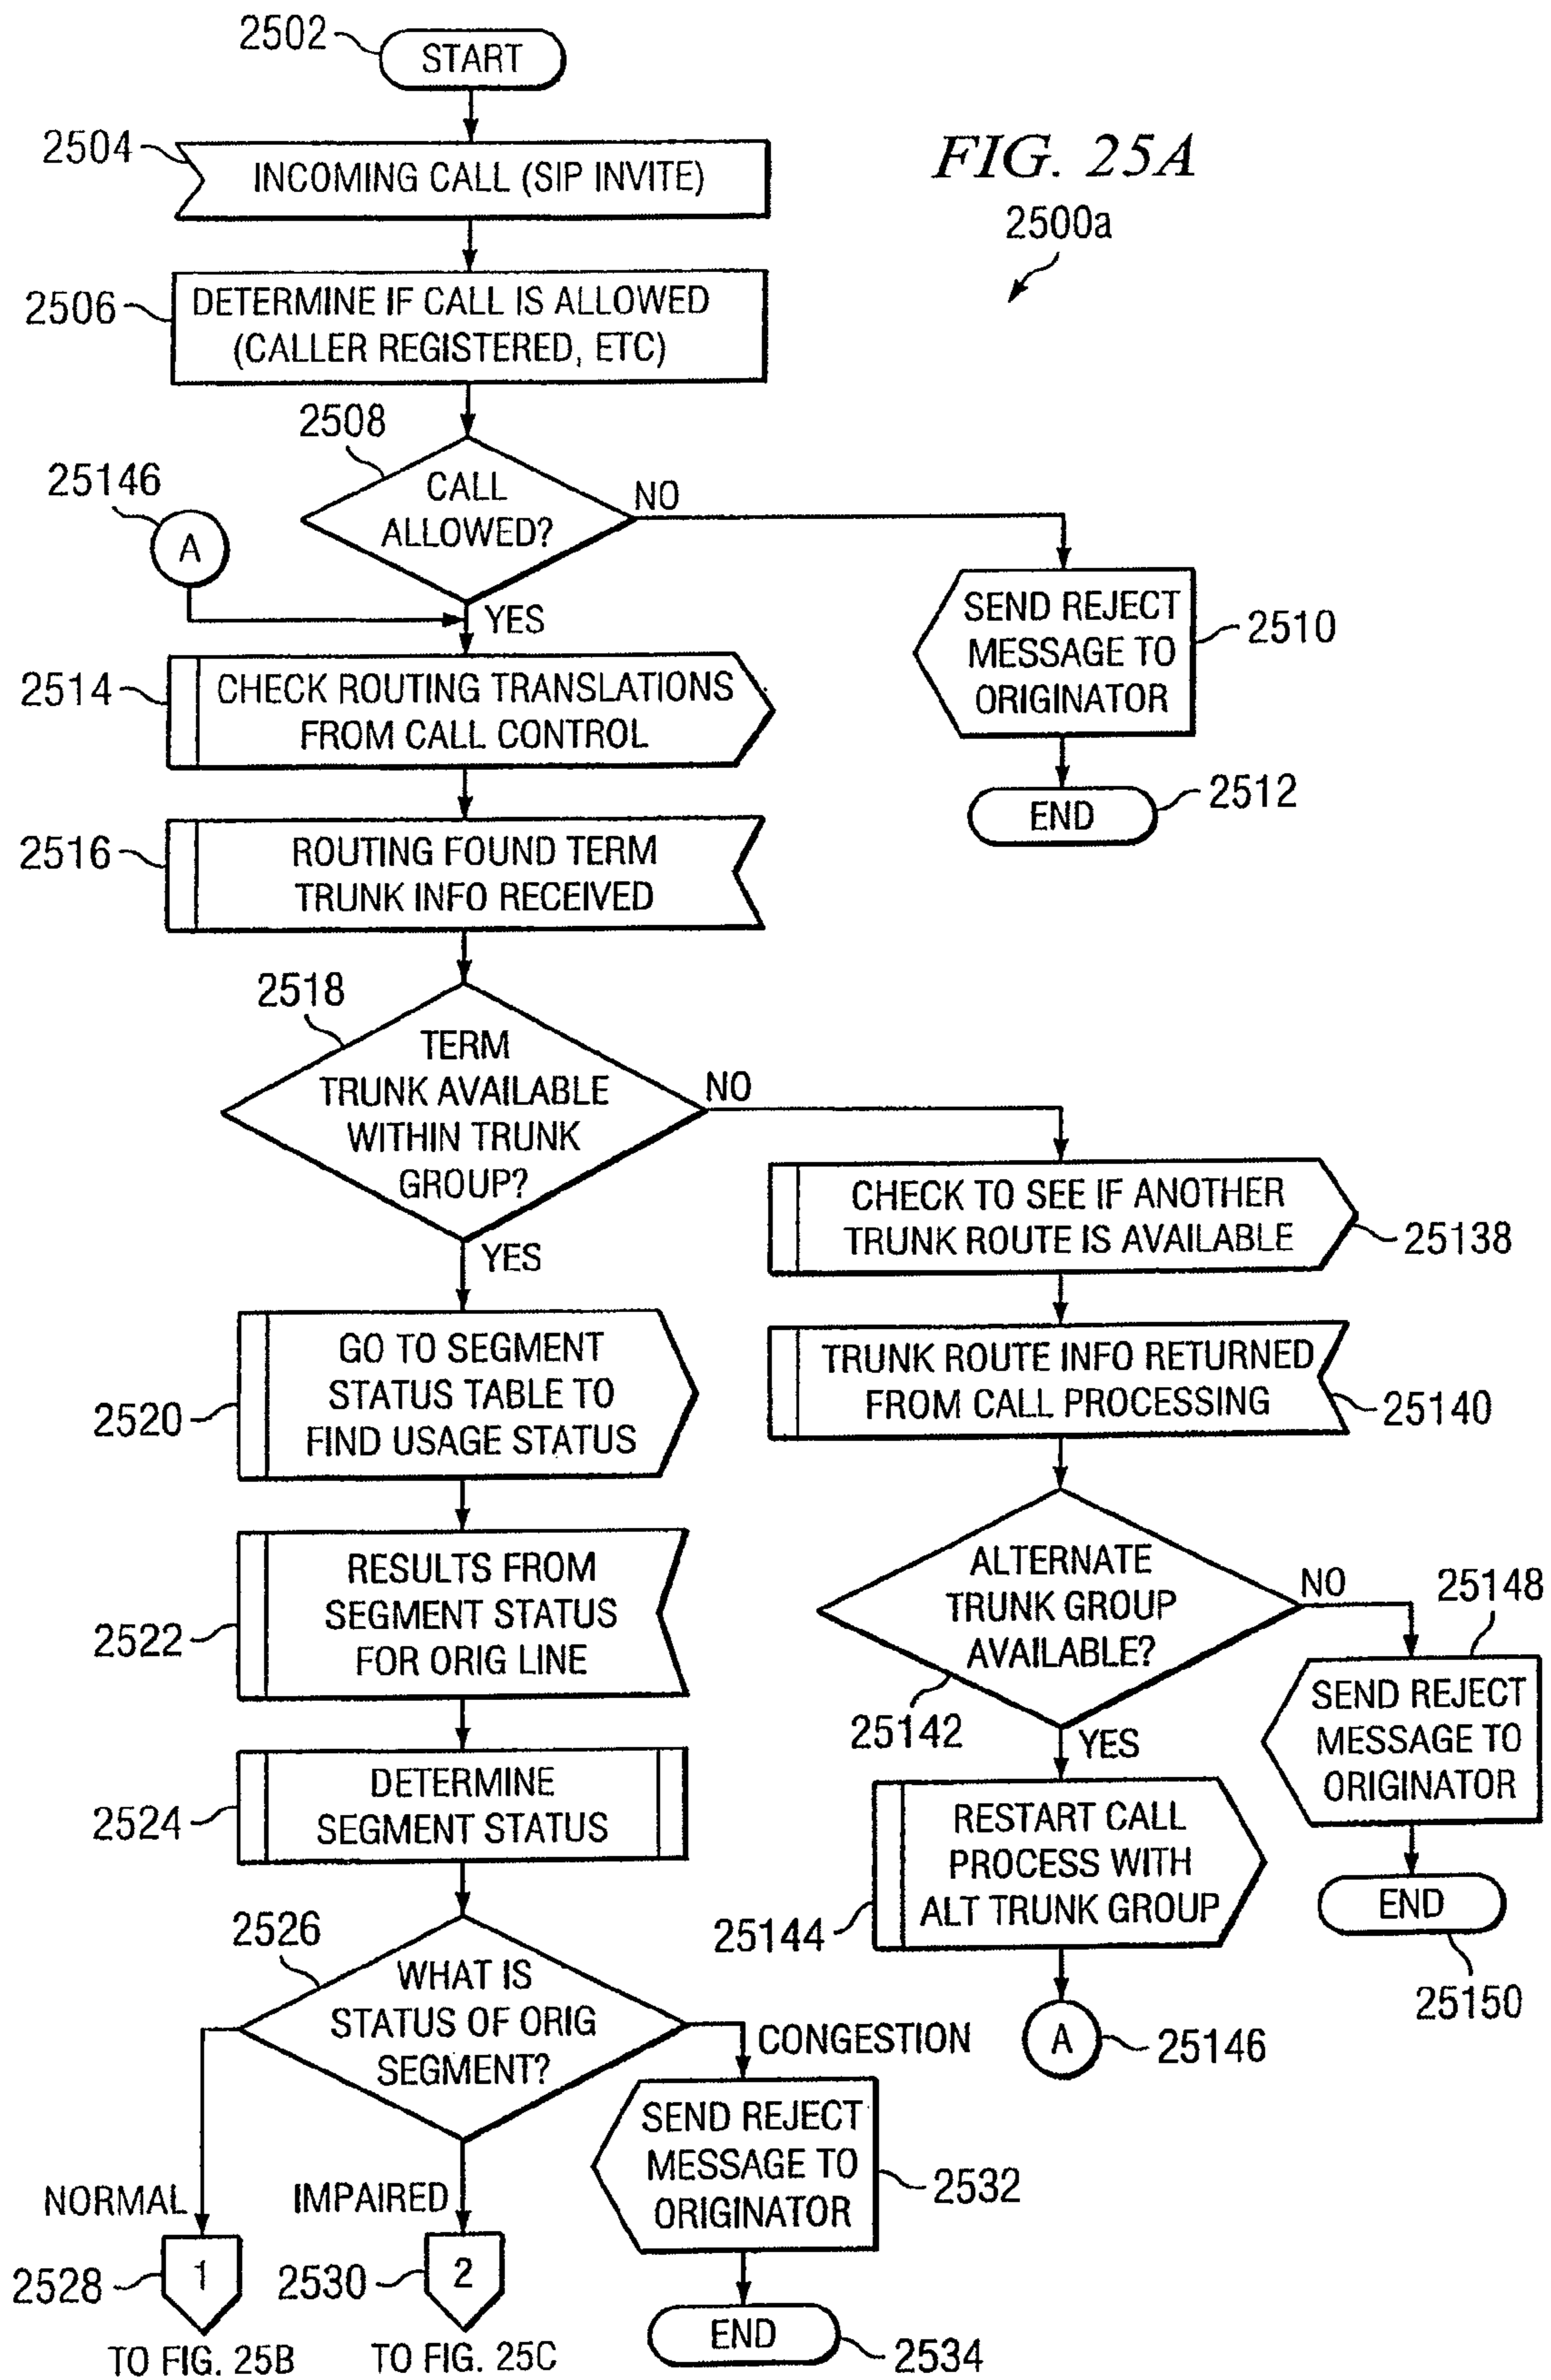 2502
START
FIG. 25A
2500a
2504
INCOMING CALL (SIP INVITE)
2506
DETERMINE IF CALL IS ALLOWED
(CALLER REGISTERED, ETC)
2508
CALL
ALLOWED?
NO
25146
A
YES
SEND REJECT
MESSAGE TO
ORIGINATOR
2510
END
2512
2514
CHECK ROUTING TRANSLATIONS
FROM CALL CONTROL
2516
ROUTING FOUND TERM
TRUNK INFO RECEIVED
2518
TERM
TRUNK AVAILABLE
WITHIN TRUNK
GROUP?
NO
YES
CHECK TO SEE IF ANOTHER
TRUNK ROUTE IS AVAILABLE
25138
2520
GO TO SEGMENT
STATUS TABLE TO
FIND USAGE STATUS
TRUNK ROUTE INFO RETURNED
FROM CALL PROCESSING
25140
2522
RESULTS FROM
SEGMENT STATUS
FOR ORIG LINE
ALTERNATE
TRUNK GROUP
AVAILABLE?
25142
NO
YES
25148
SEND REJECT
MESSAGE TO
ORIGINATOR
END
25150
2524
DETERMINE
SEGMENT STATUS
RESTART CALL
PROCESS WITH
ALT TRUNK GROUP
25144
A
25146
2526
WHAT IS
STATUS OF ORIG
SEGMENT?
CONGESTION
NORMAL
IMPAIRED
SEND REJECT
MESSAGE TO
ORIGINATOR
2532
2528
1
2530
2
TO FIG. 25B
TO FIG. 25C
END
2534